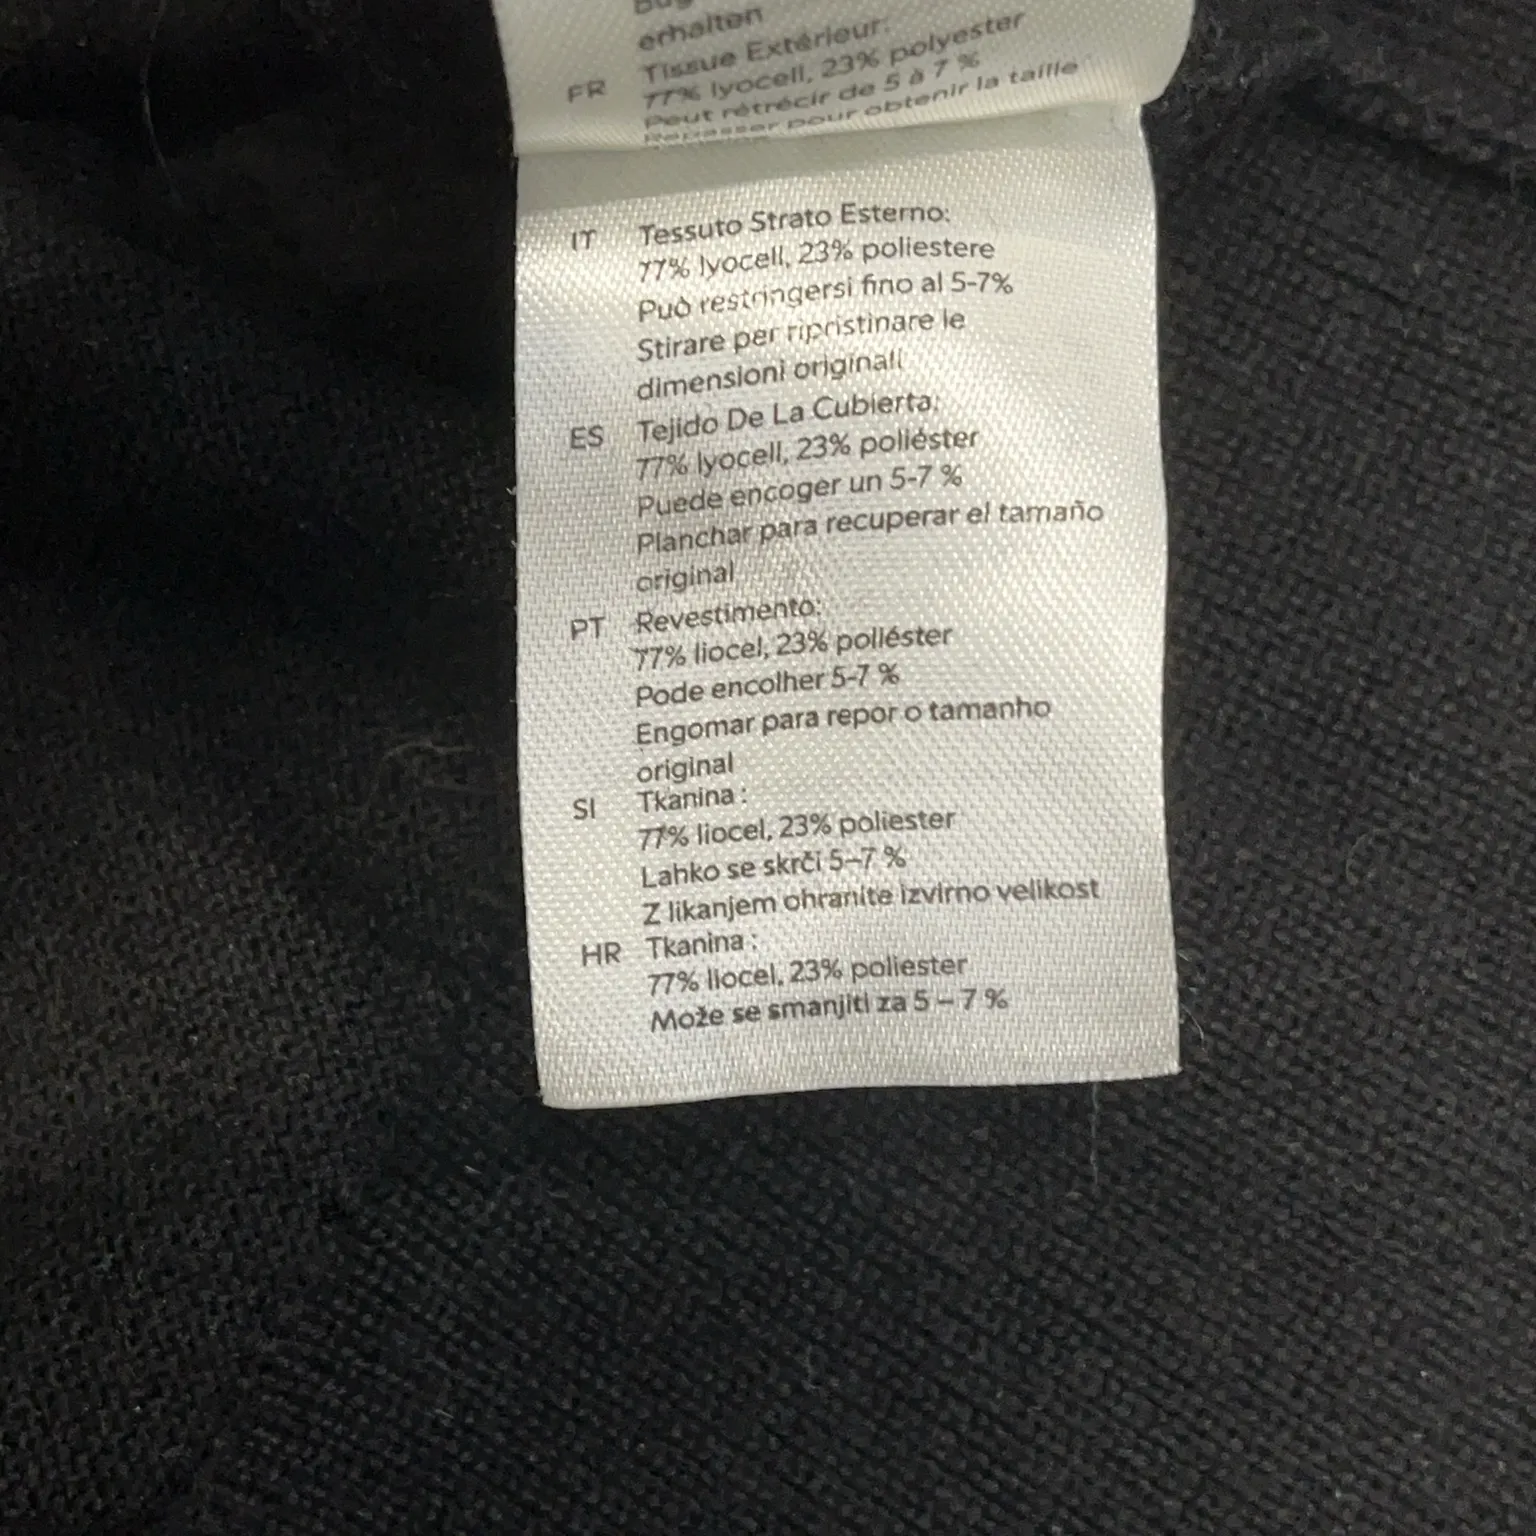 erhalten
FR Tissue Extérieur:
77% lyocell, 23% polyester
Peut rétrécir de 5 à 7 %
Repasser pour obtenir la taille
IT Tessuto Strato Esterno:
77% lyocell, 23% poliestere
Può restringersi fino al 5-7%
Stirare per ripristinare le
dimensioni originali
ES Tejido De La Cubierta:
77% lyocell, 23% poliéster
Puede encoger un 5-7 %
Planchar para recuperar el tamaño
original
PT Revestimento:
77% liocel, 23% poliéster
Pode encolher 5-7 %
Engomar para repor o tamanho
original
SI Tkanina :
77% liocel, 23% poliester
Lahko se skrči 5–7 %
Z likanjem ohranite izvirno velikost
HR Tkanina :
77% liocel, 23% poliester
Može se smanjiti za 5 – 7 %